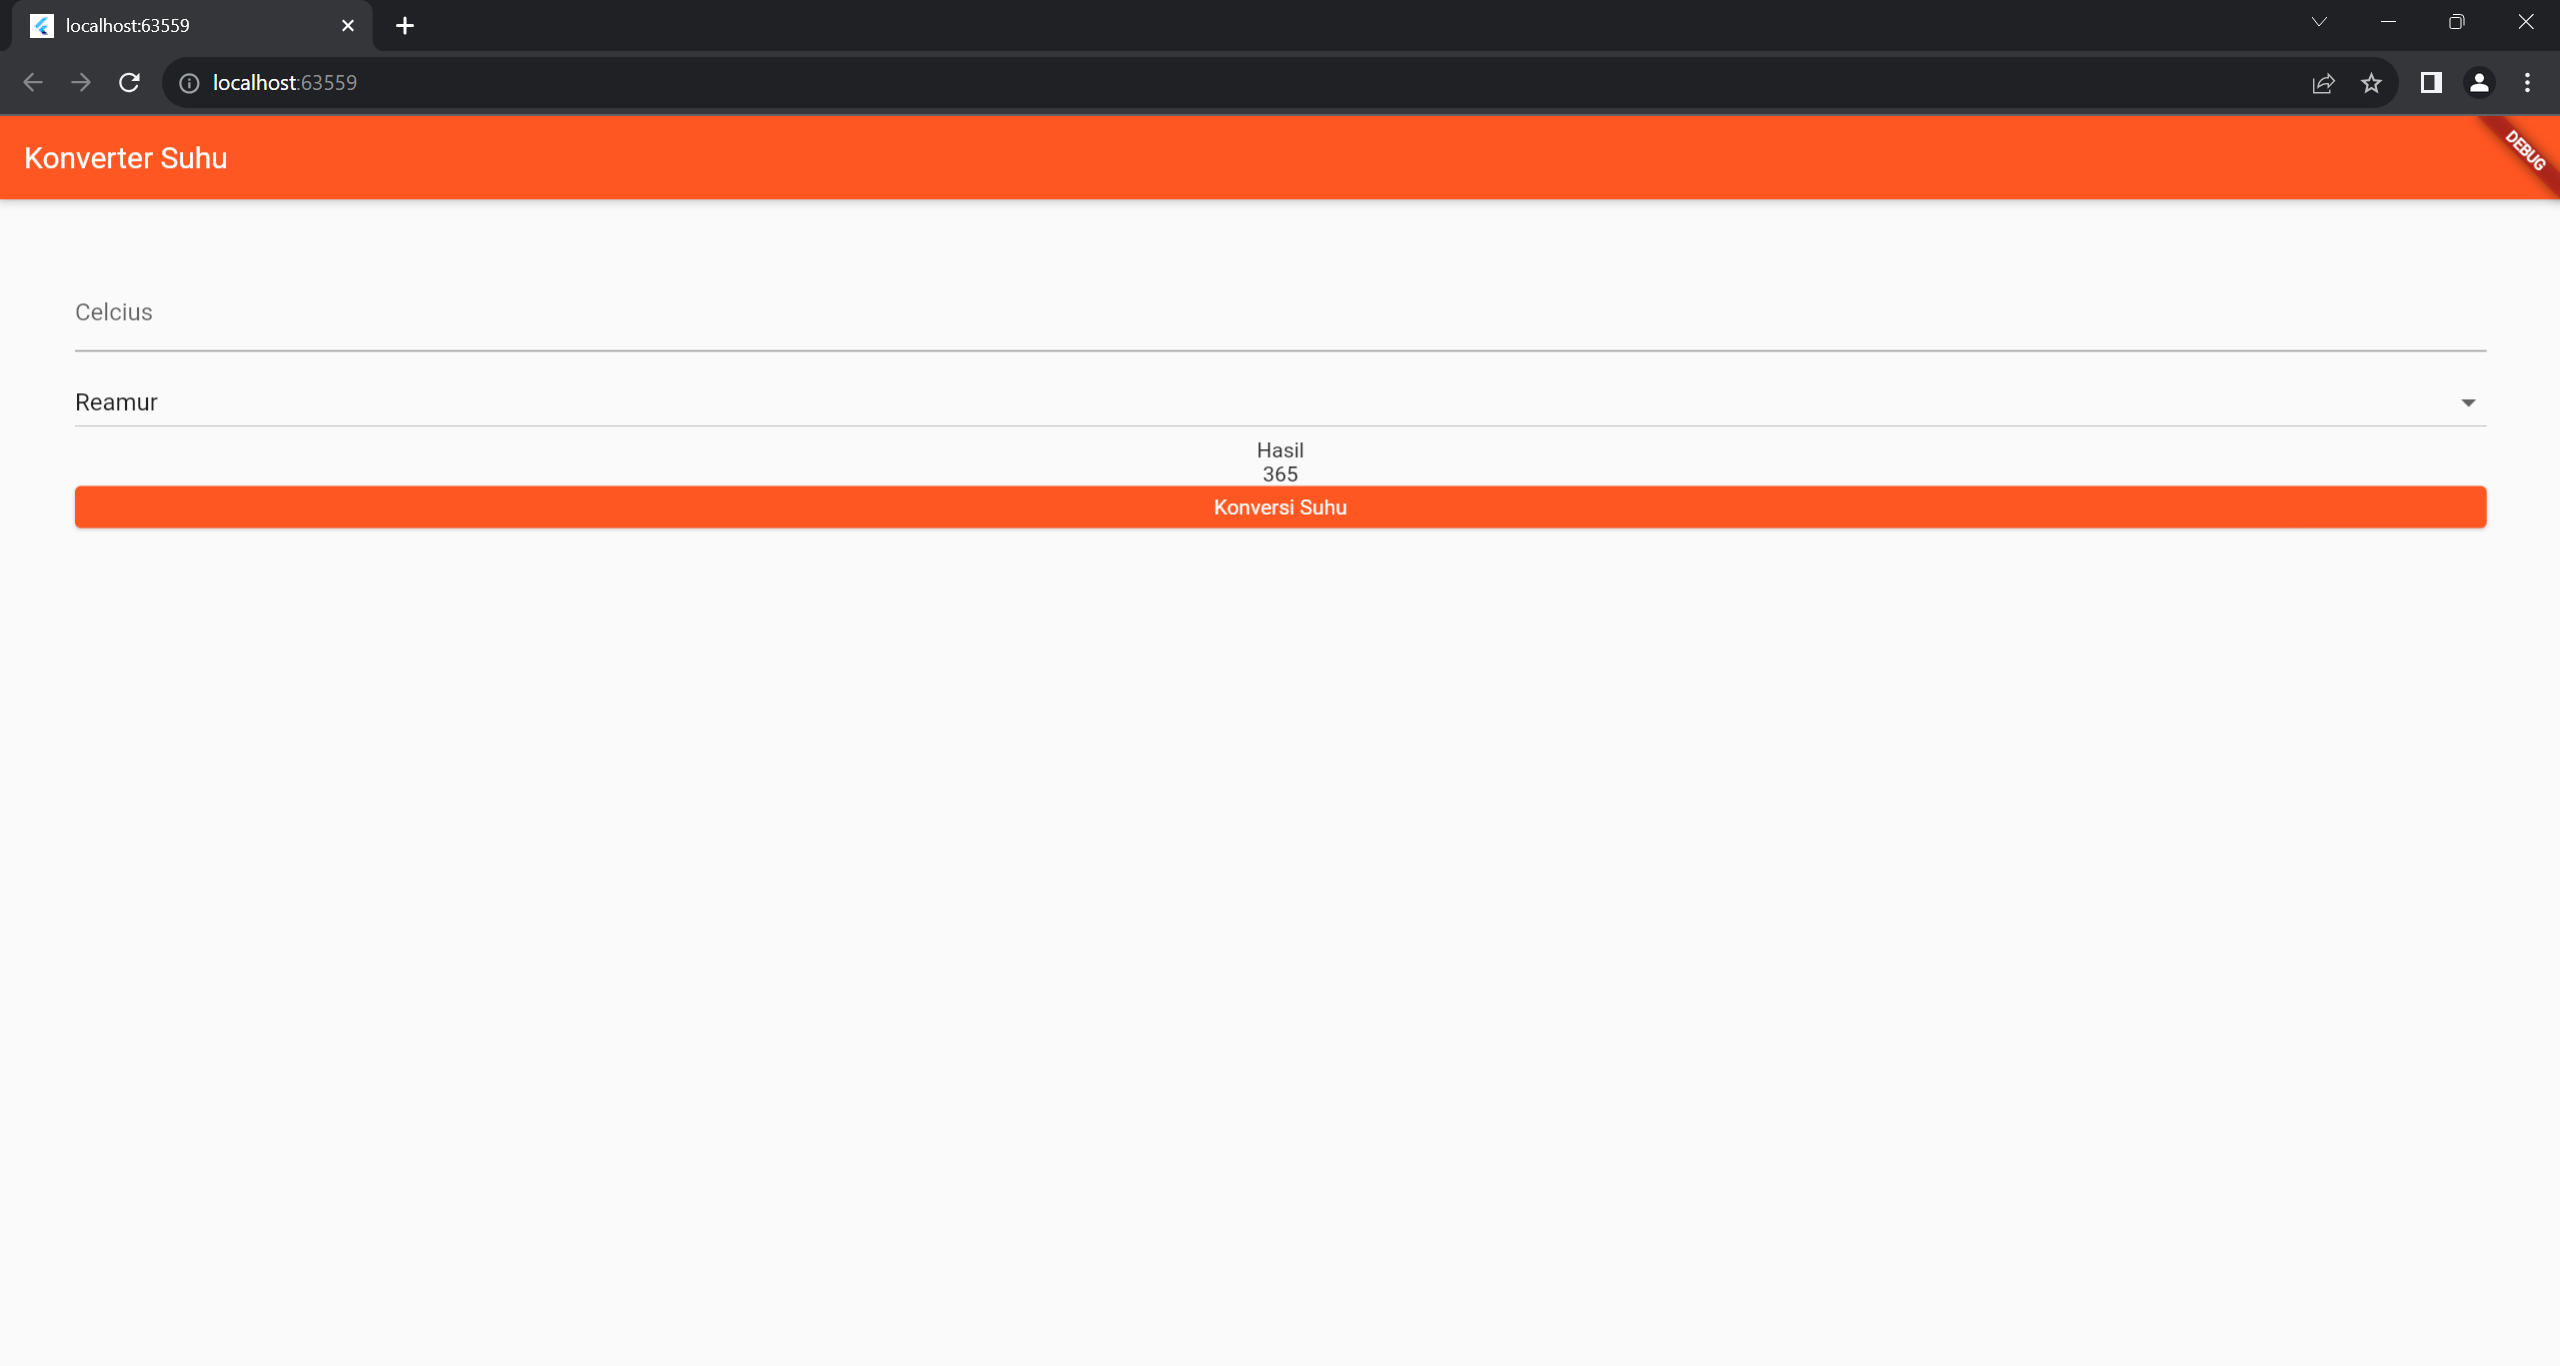 localhost:63559
localhost:63559
Konverter Suhu
DEBUG
Celcius
Reamur
Hasil
365
Konversi Suhu